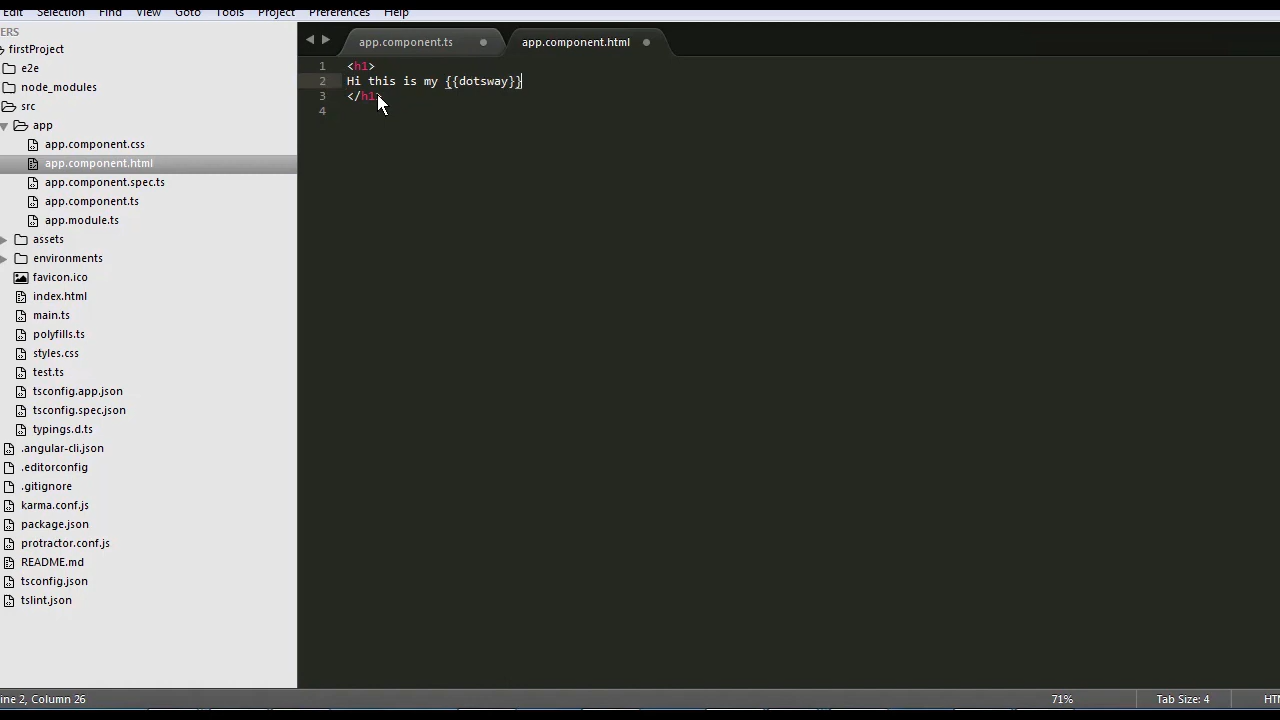 Edit Selection Find View Goto Tools Project Preferences Help
ERS
firstProject
e2e
node_modules
src
app
app.component.css
app.component.html
app.component.spec.ts
app.component.ts
app.module.ts
assets
environments
favicon.ico
index.html
main.ts
polyfills.ts
styles.css
test.ts
tsconfig.app.json
tsconfig.spec.json
typings.d.ts
.angular-cli.json
.editorconfig
.gitignore
karma.conf.js
package.json
protractor.conf.js
README.md
tsconfig.json
tslint.json
app.component.ts app.component.html
1 <h1>
2 Hi this is my {{dotsway}}
3 </h1>
4
ine 2, Column 26 71% Tab Size: 4 HT